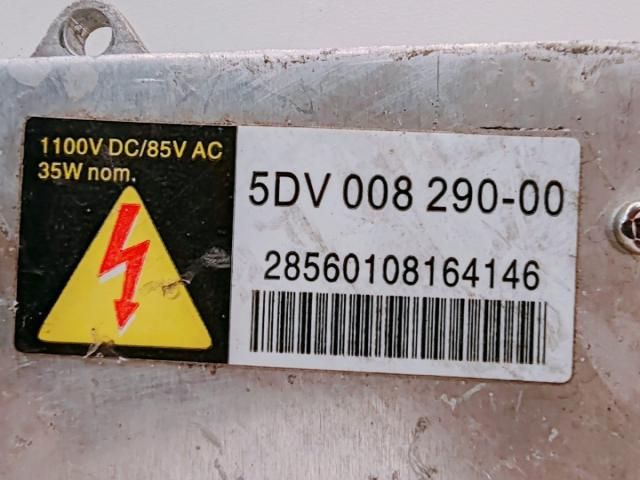 1100V DC/85V AC
35W nom.
5DV 008 290-00
28560108164146